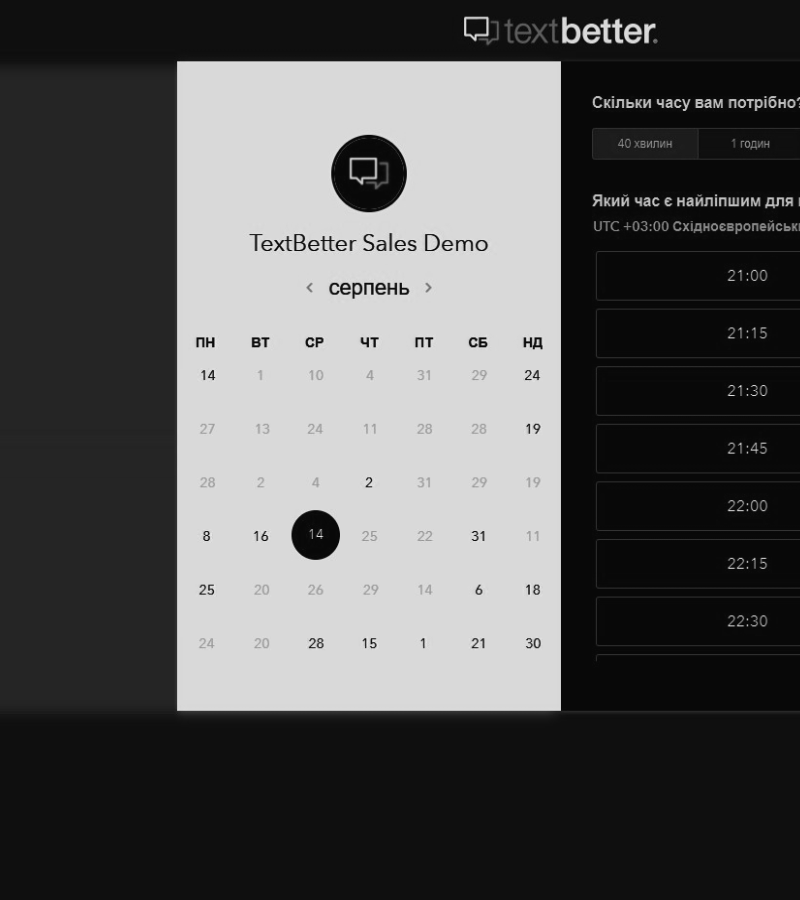 textbetter.
TextBetter Sales Demo
серпень
ПН ВТ СР ЧТ ПТ СБ НД
14 1 10 4 31 29 24
27 13 24 11 28 28 19
28 2 4 2 31 29 19
8 16 14 25 22 31 11
25 20 26 29 14 6 18
24 20 28 15 1 21 30
Скільки часу вам потрібно?
40 хвилин 1 годин
Який час є найліпшим для
UTC +03:00
21:00
21:15
21:30
21:45
22:00
22:15
22:30